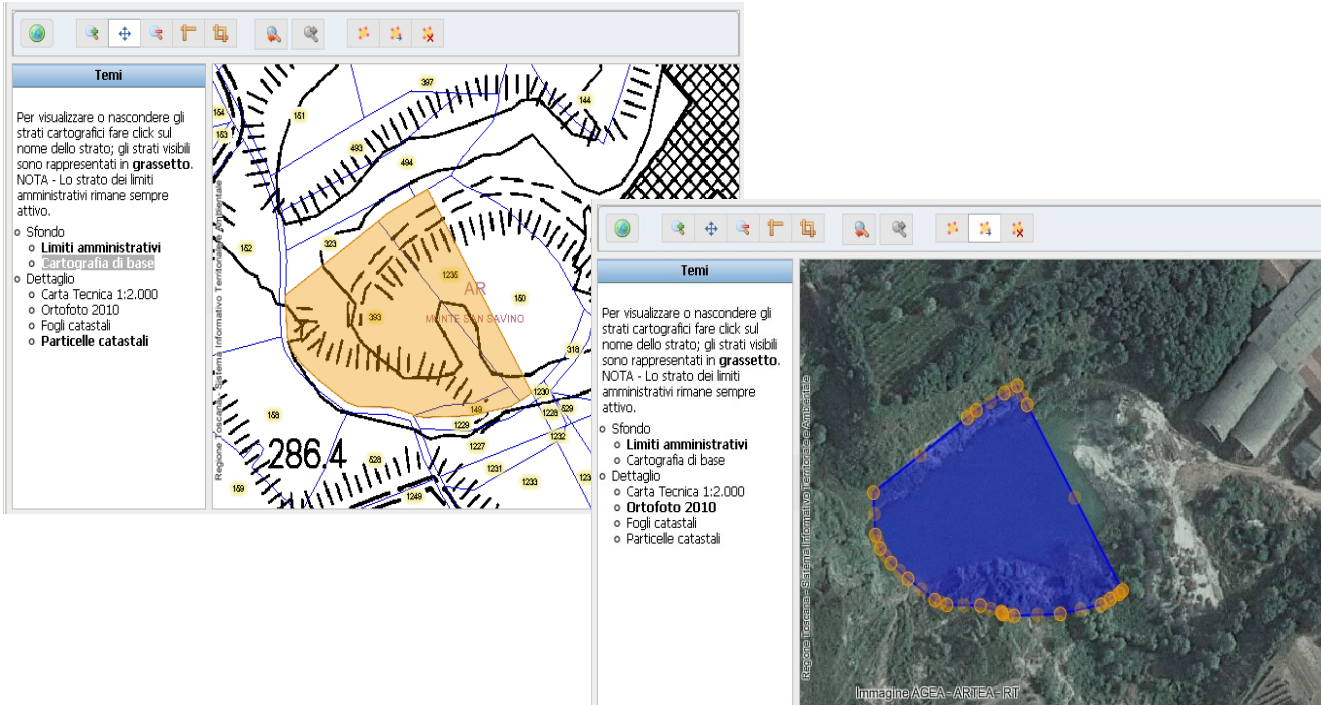 Temi
Per visualizzare o nascondere gli
strati cartografici fare click sul
nome dello strato; gli strati visibili
sono rappresentati in grassetto.
NOTA - Lo strato dei limiti
amministrativi rimane sempre
attivo.
Sfondo
Limiti amministrativi
Cartografia di base
Dettaglio
Carta Tecnica 1:2.000
Ortofoto 2010
Fogli catastali
Particelle catastali
Regione Toscana - Sistema Informativo Territoriale e Ambientale
397
144
154
151
153
493
494
152
323
1235
AR
150
393
MONTE SAN SAVINO
318
1230
149
529
1228
158
1229
1232
1227
286.4
528
1231
1233
159
1249
Temi
Per visualizzare o nascondere gli
strati cartografici fare click sul
nome dello strato; gli strati visibili
sono rappresentati in grassetto.
NOTA - Lo strato dei limiti
amministrativi rimane sempre
attivo.
Sfondo
Limiti amministrativi
Cartografia di base
Dettaglio
Carta Tecnica 1:2.000
Ortofoto 2010
Fogli catastali
Particelle catastali
Regione Toscana - Sistema Informativo Territoriale e Ambientale
Immagine AGEA - ARTEA - RT